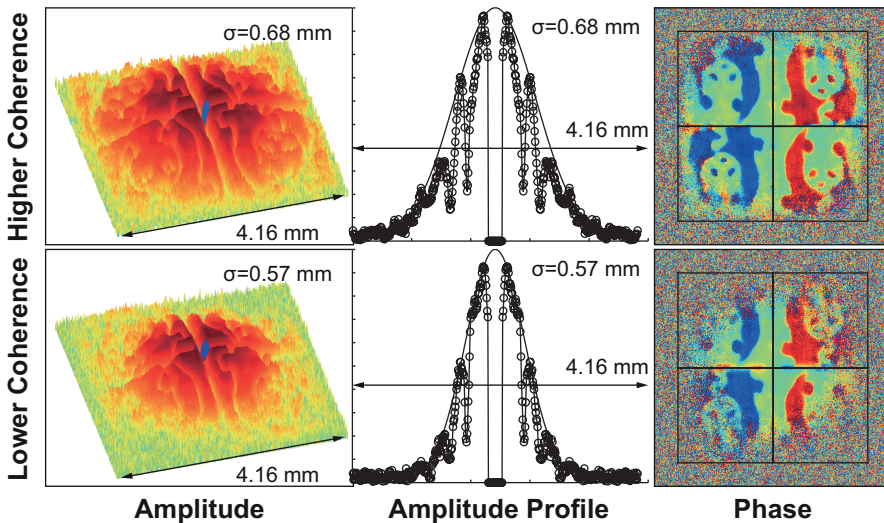 Higher Coherence
σ=0.68 mm
4.16 mm
σ=0.68 mm
4.16 mm
Lower Coherence
σ=0.57 mm
4.16 mm
σ=0.57 mm
4.16 mm
Amplitude
Amplitude Profile
Phase